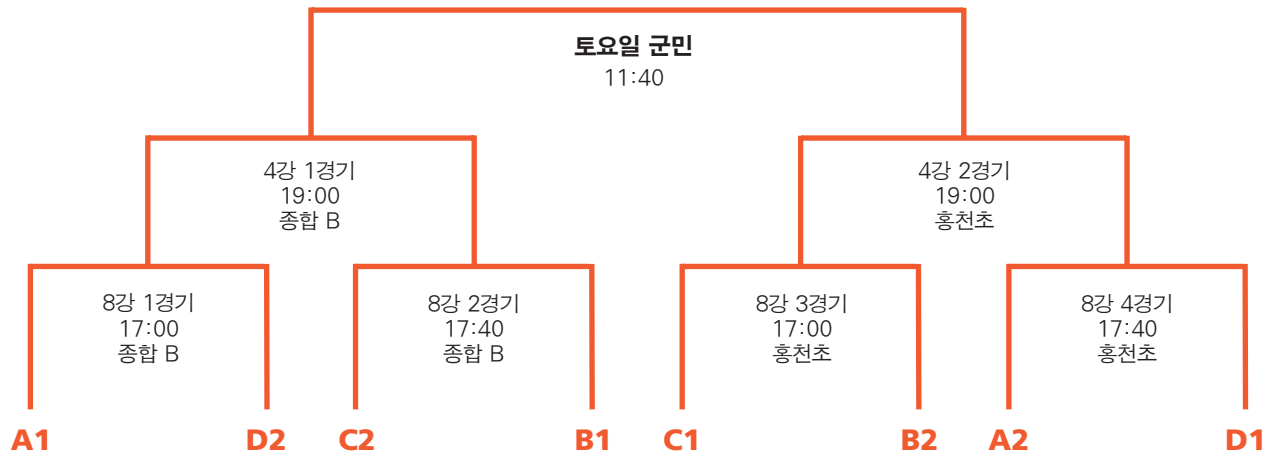 토요일 군민
11:40
4강 1경기
19:00
종합 B
4강 2경기
19:00
홍천초
8강 1경기
17:00
종합 B
8강 2경기
17:40
종합 B
8강 3경기
17:00
홍천초
8강 4경기
17:40
홍천초
A1 D2 C2 B1 C1 B2 A2 D1